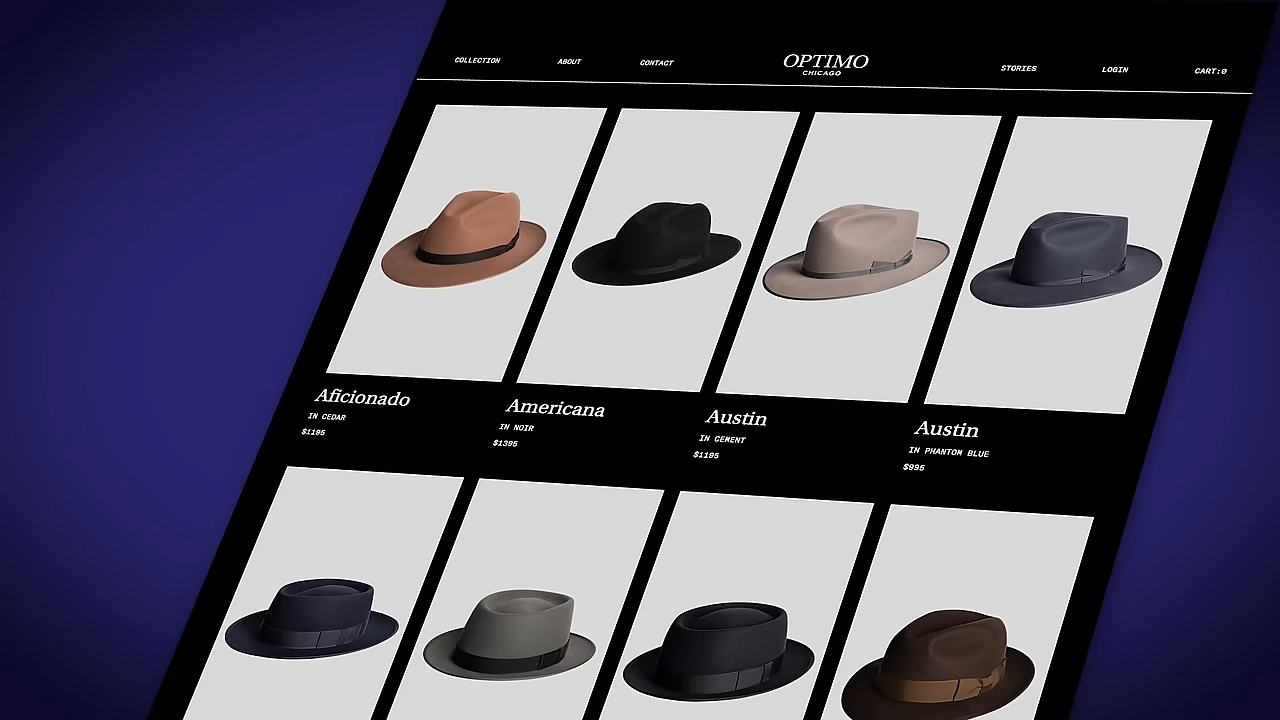 COLLECTION ABOUT CONTACT OPTIMO STORIES LOGIN CART:0
CHICAGO
Aficionado
IN CEDAR
$1195
Americana
IN NOIR
$1395
Austin
IN CEMENT
$1195
Austin
IN PHANTOM BLUE
$995